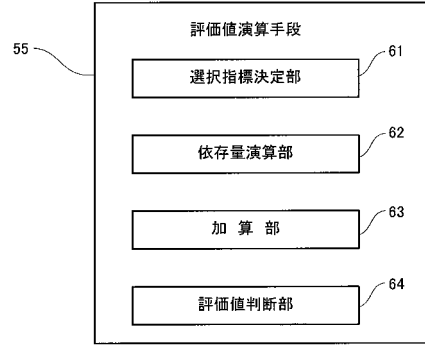 評価値演算手段
55
61
選択指標決定部
62
依存量演算部
63
加 算 部
64
評価値判断部